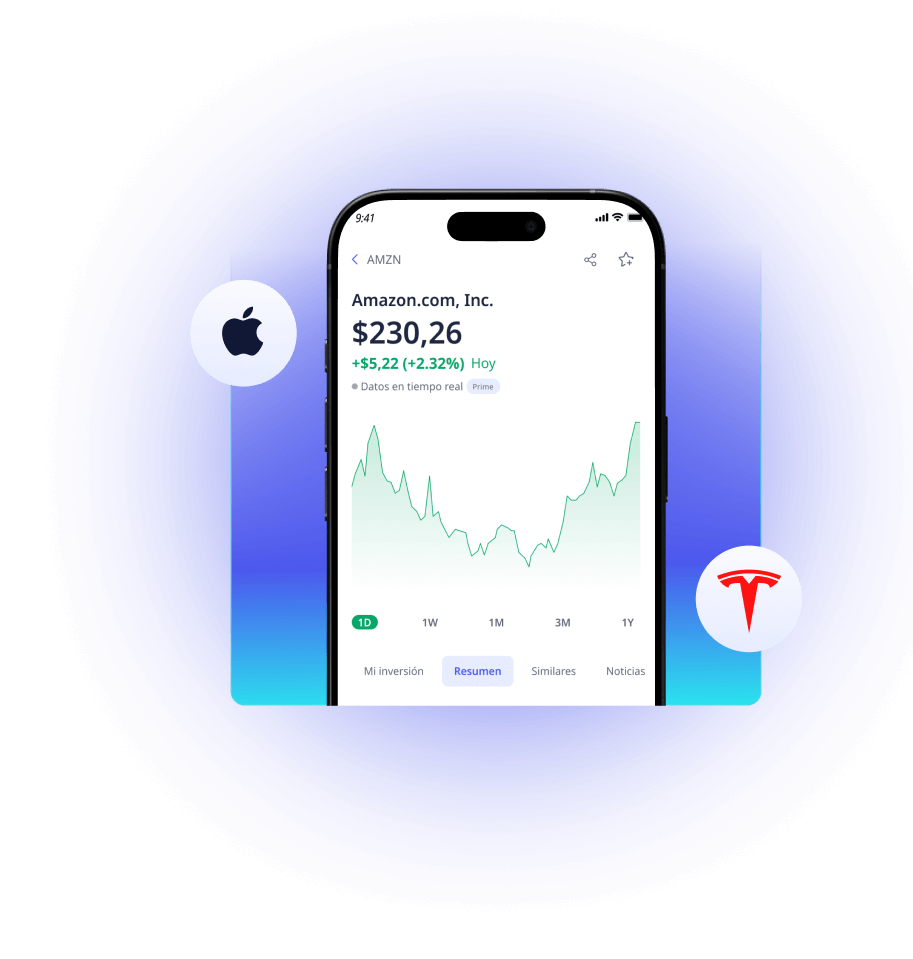 9:41
AMZN
Amazon.com, Inc.
$230,26
+$5,22 (+2.32%) Hoy
Datos en tiempo real Prime
1D 1W 1M 3M 1Y
Mi inversión Resumen Similares Noticias